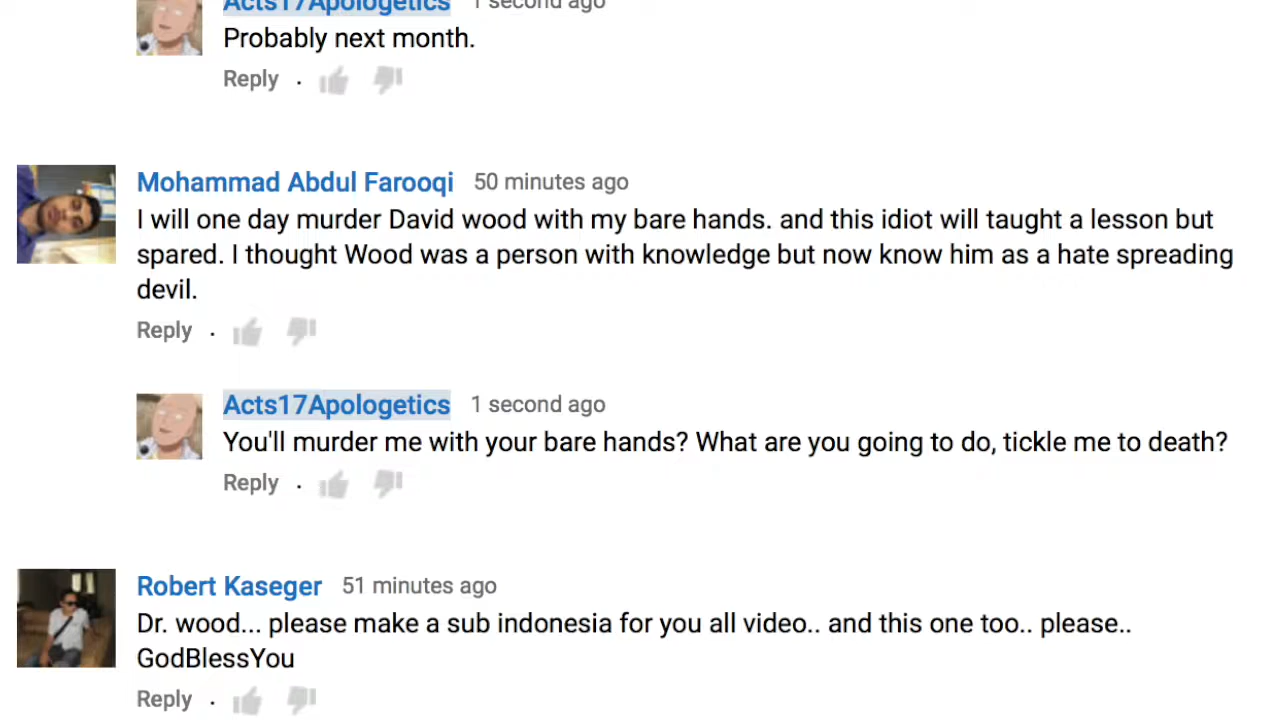 Acts17Apologetics 1 second ago
Probably next month.
Reply .
Mohammad Abdul Farooqi 50 minutes ago
I will one day murder David wood with my bare hands. and this idiot will taught a lesson but
spared. I thought Wood was a person with knowledge but now know him as a hate spreading
devil.
Reply .
Acts17Apologetics 1 second ago
You'll murder me with your bare hands? What are you going to do, tickle me to death?
Reply .
Robert Kaseger 51 minutes ago
Dr. wood... please make a sub indonesia for you all video.. and this one too.. please..
GodBlessYou
Reply .